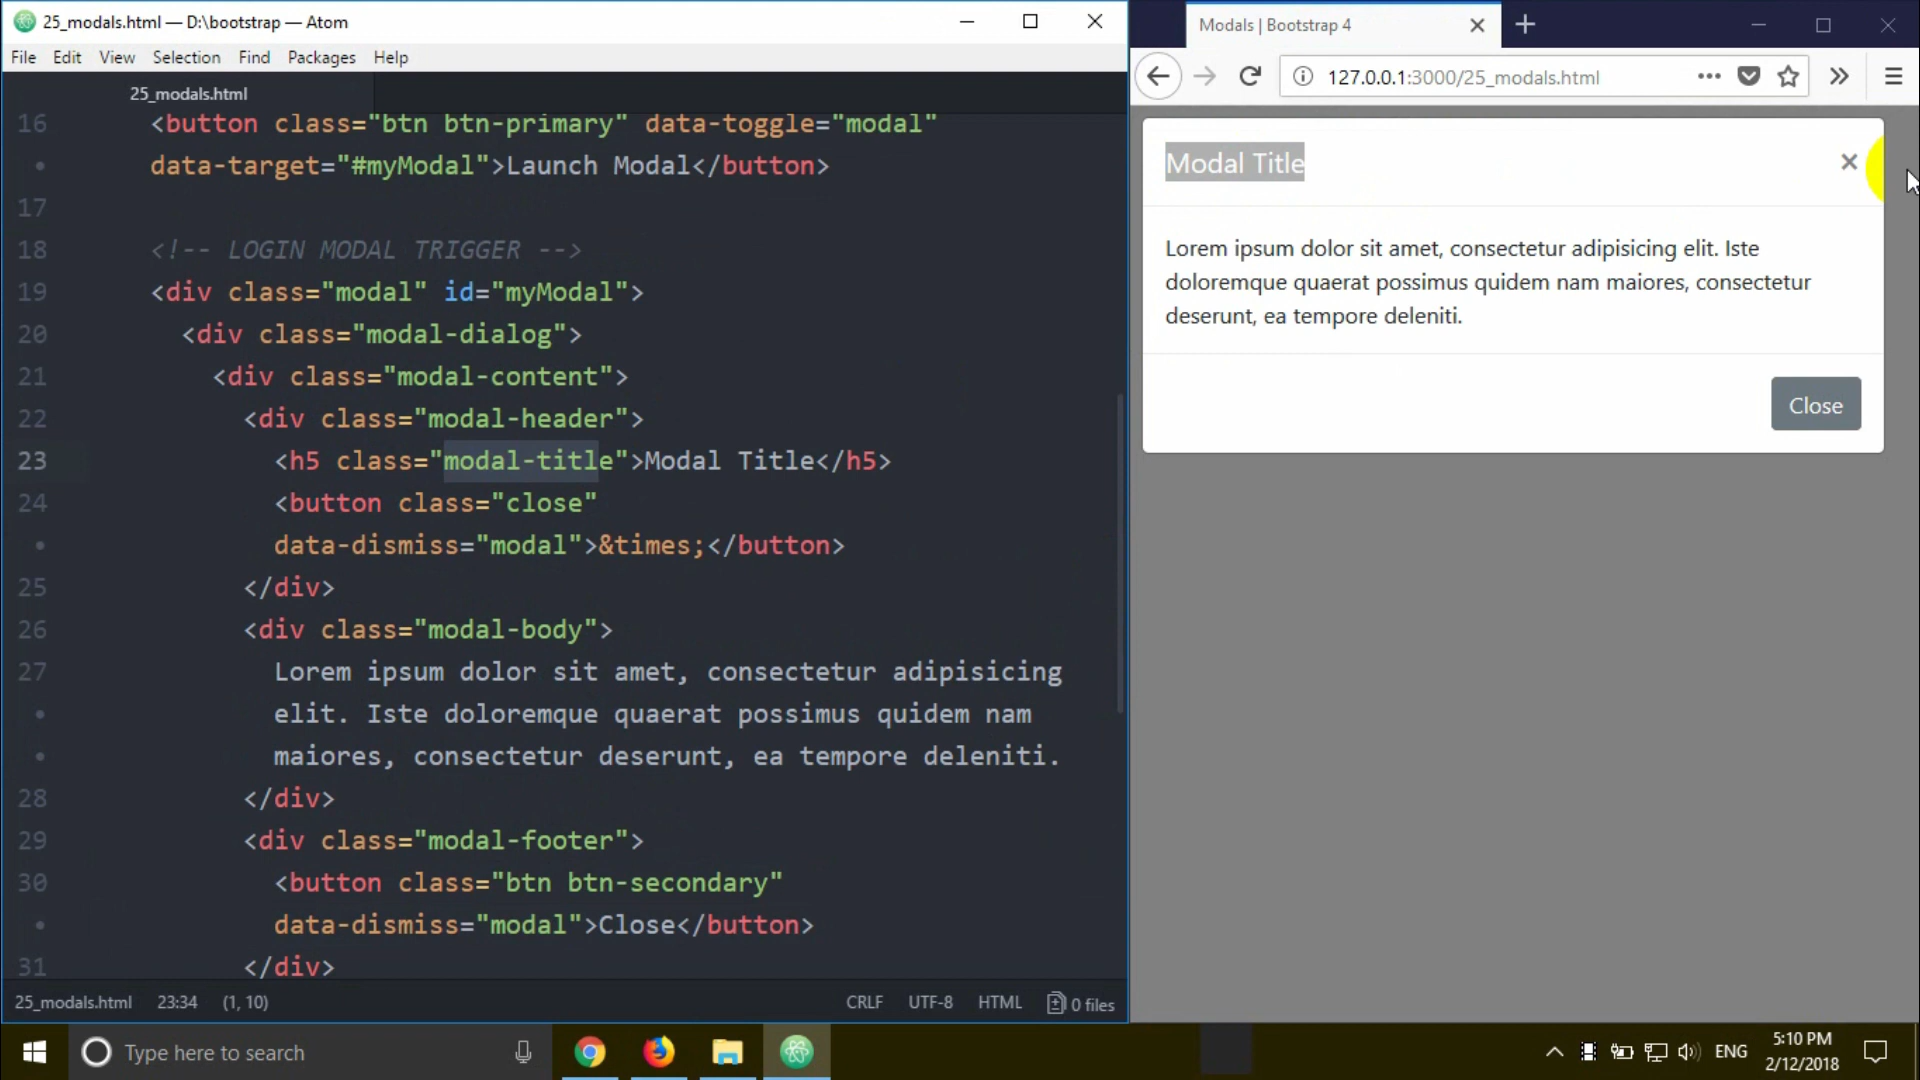 25_modals.html — D:\bootstrap — Atom
File Edit View Selection Find Packages Help
25_modals.html
16 <button class="btn btn-primary" data-toggle="modal"
• data-target="#myModal">Launch Modal</button>
17
18 <!-- LOGIN MODAL TRIGGER -->
19 <div class="modal" id="myModal">
20 <div class="modal-dialog">
21 <div class="modal-content">
22 <div class="modal-header">
23 <h5 class="modal-title">Modal Title</h5>
24 <button class="close"
• data-dismiss="modal">&times;</button>
25 </div>
26 <div class="modal-body">
27 Lorem ipsum dolor sit amet, consectetur adipisicing
• elit. Iste doloremque quaerat possimus quidem nam
• maiores, consectetur deserunt, ea tempore deleniti.
28 </div>
29 <div class="modal-footer">
30 <button class="btn btn-secondary"
• data-dismiss="modal">Close</button>
31 </div>
25_modals.html 23:34 (1, 10) CRLF UTF-8 HTML 0 files
Modals | Bootstrap 4
127.0.0.1:3000/25_modals.html
Modal Title ×
Lorem ipsum dolor sit amet, consectetur adipisicing elit. Iste
doloremque quaerat possimus quidem nam maiores, consectetur
deserunt, ea tempore deleniti.
Close
Type here to search
ENG
5:10 PM
2/12/2018